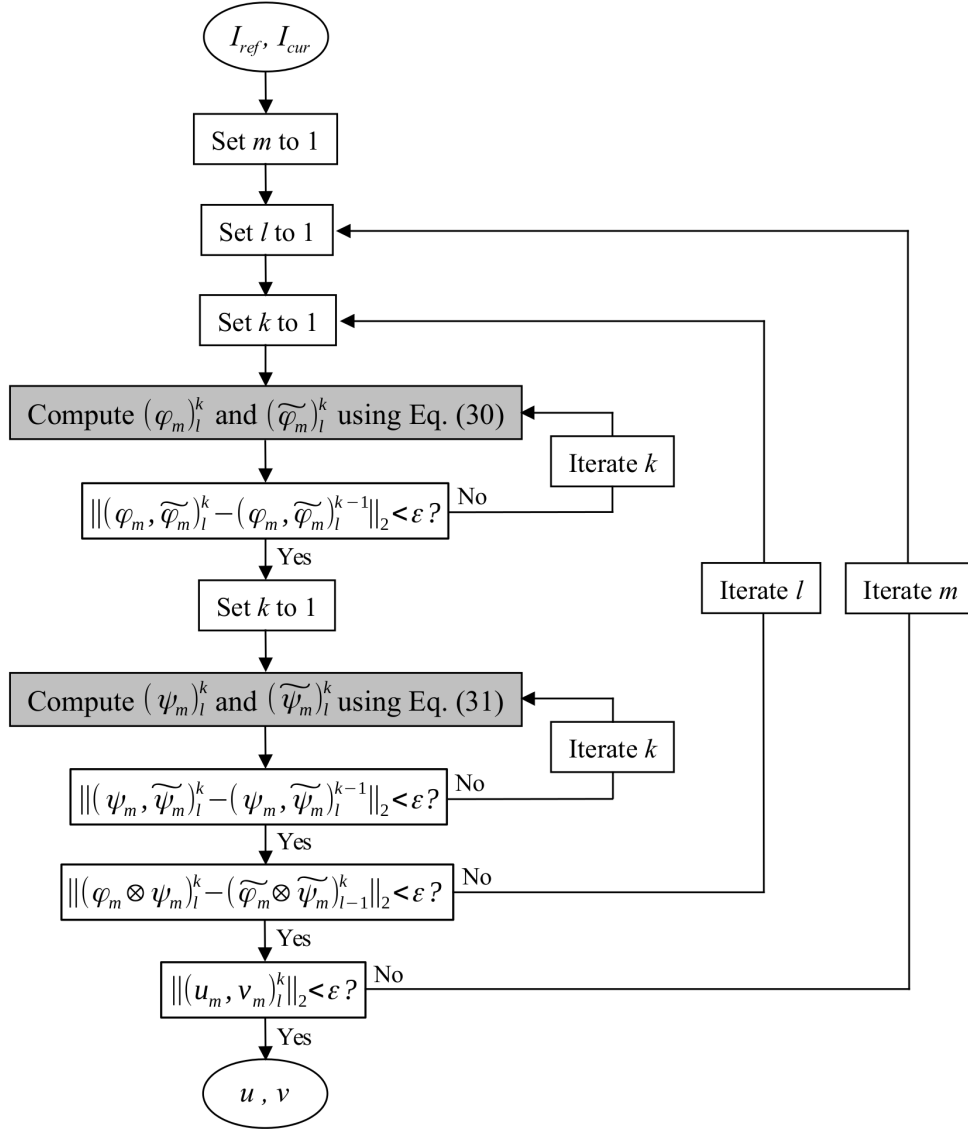 I_ref, I_cur
Set m to 1
Set l to 1
Set k to 1
Compute (φ_m)_l^k and (φ̃_m)_l^k using Eq. (30)
Iterate k
‖(φ_m, φ̃_m)_l^k − (φ_m, φ̃_m)_l^{k−1}‖_2 < ε?
No
Yes
Set k to 1
Iterate l
Iterate m
Compute (ψ_m)_l^k and (ψ̃_m)_l^k using Eq. (31)
Iterate k
‖(ψ_m, ψ̃_m)_l^k − (ψ_m, ψ̃_m)_l^{k−1}‖_2 < ε?
No
Yes
‖(φ_m ⊗ ψ_m)_l^k − (φ̃_m ⊗ ψ̃_m)_{l−1}^k‖_2 < ε?
No
Yes
‖(u_m, v_m)_l^k‖_2 < ε?
No
Yes
u , v